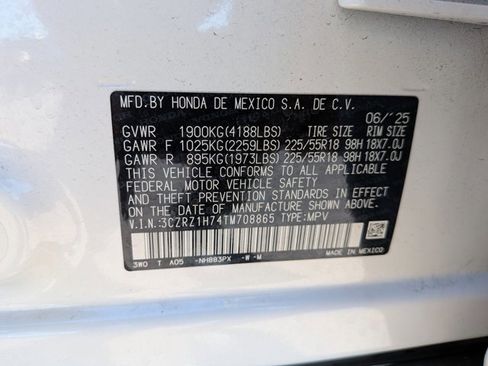 MFD.BY HONDA DE MEXICO S.A. DE C.V.
06/'25
GVWR 1900KG(4188LBS) TIRE SIZE RIM SIZE
GAWR F 1025KG(2259LBS) 225/55R18 98H 18X7.0J
GAWR R 895KG(1973LBS) 225/55R18 98H 18X7.0J
THIS VEHICLE CONFORMS TO ALL APPLICABLE
FEDERAL MOTOR VEHICLE SAFETY
AND THEFT PREVENTION STANDARDS IN EFFECT
ON THE DATE OF MANUFACTURE SHOWN ABOVE.
V.I.N.:3CZRZ1H74TM708865 TYPE:MPV
3W0 T A05 -NH883PX -W-M
MADE IN MEXICO